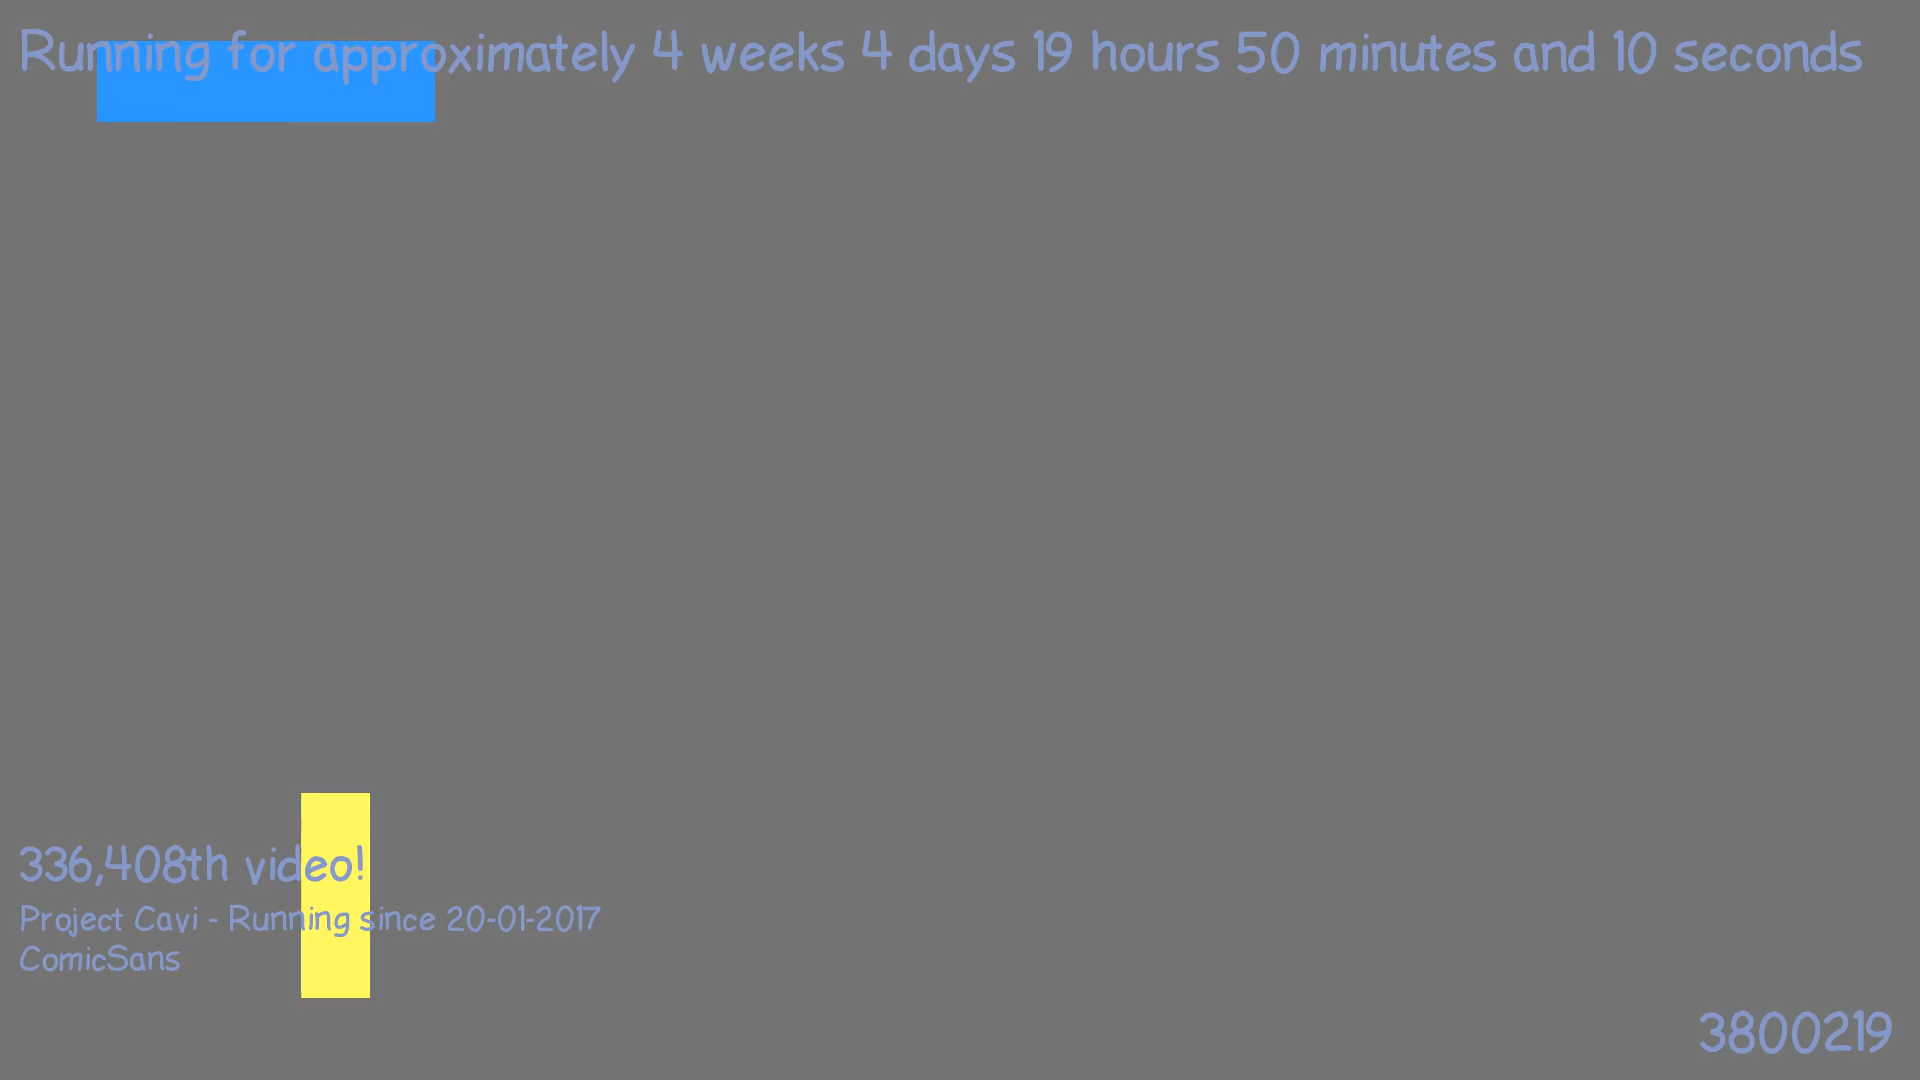 Running for approximately 4 weeks 4 days 19 hours 50 minutes and 10 seconds
336,408th video!
Project Cavi - Running since 20-01-2017
ComicSans
3800219